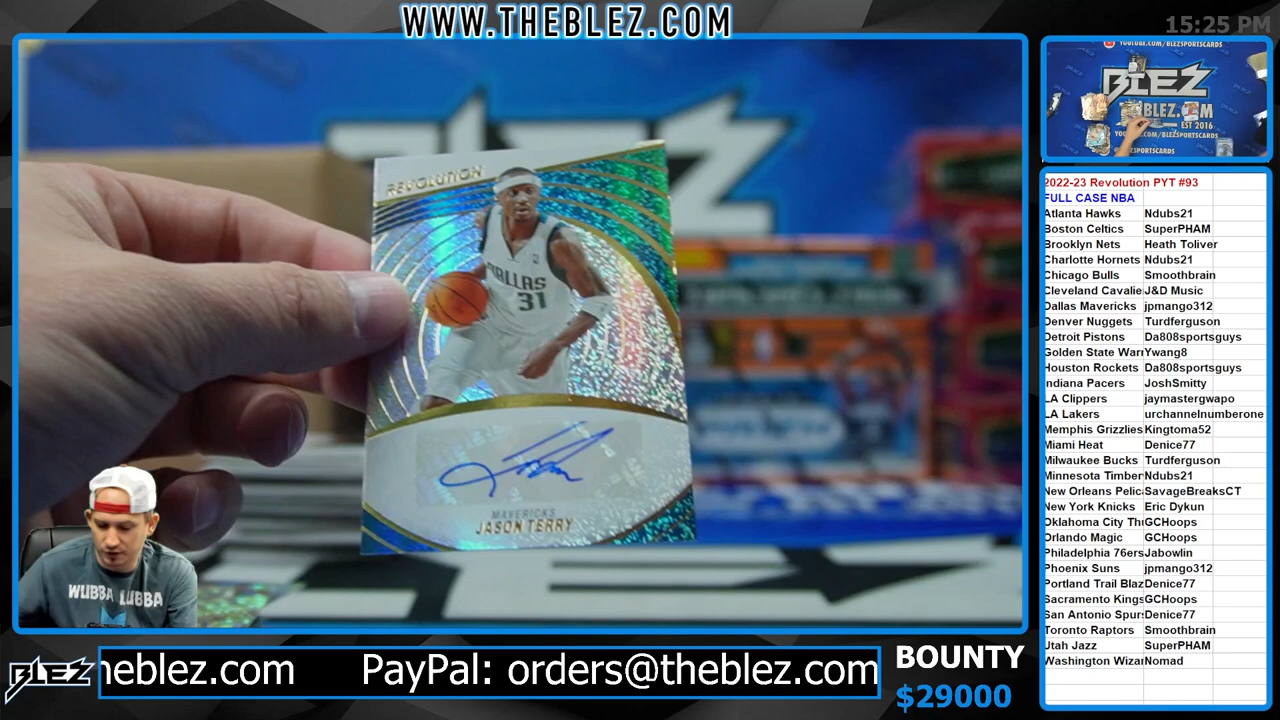 WWW.THEBLEZ.COM
15:25 PM
REVOLUTION
DALLAS
31
MAVERICKS
JASON TERRY
WUBBA LUBBA
YOUTUBE.COM/BLEZSPORTSCARDS
BLEZ
EST 2016
2022-23 Revolution PYT #93
FULL CASE NBA
Atlanta Hawks Ndubs21
Boston Celtics SuperPHAM
Brooklyn Nets Heath Toliver
Charlotte Hornets Ndubs21
Chicago Bulls Smoothbrain
Cleveland Cavalie J&D Music
Dallas Mavericks jpmango312
Denver Nuggets Turdferguson
Detroit Pistons Da808sportsguys
Golden State Warr Ywang8
Houston Rockets Da808sportsguys
Indiana Pacers JoshSmitty
LA Clippers jaymastergwapo
LA Lakers urchannelnumberone
Memphis Grizzlies Kingtoma52
Miami Heat Denice77
Milwaukee Bucks Turdferguson
Minnesota Timber Ndubs21
New Orleans Pelic SavageBreaksCT
New York Knicks Eric Dykun
Oklahoma City Th GCHoops
Orlando Magic GCHoops
Philadelphia 76ers Jabowlin
Phoenix Suns jpmango312
Portland Trail Blaz Denice77
Sacramento Kings GCHoops
San Antonio Spurs Denice77
Toronto Raptors Smoothbrain
Utah Jazz SuperPHAM
Washington Wizar Nomad
BLEZ
heblez.com PayPal: orders@theblez.com
BOUNTY
$29000